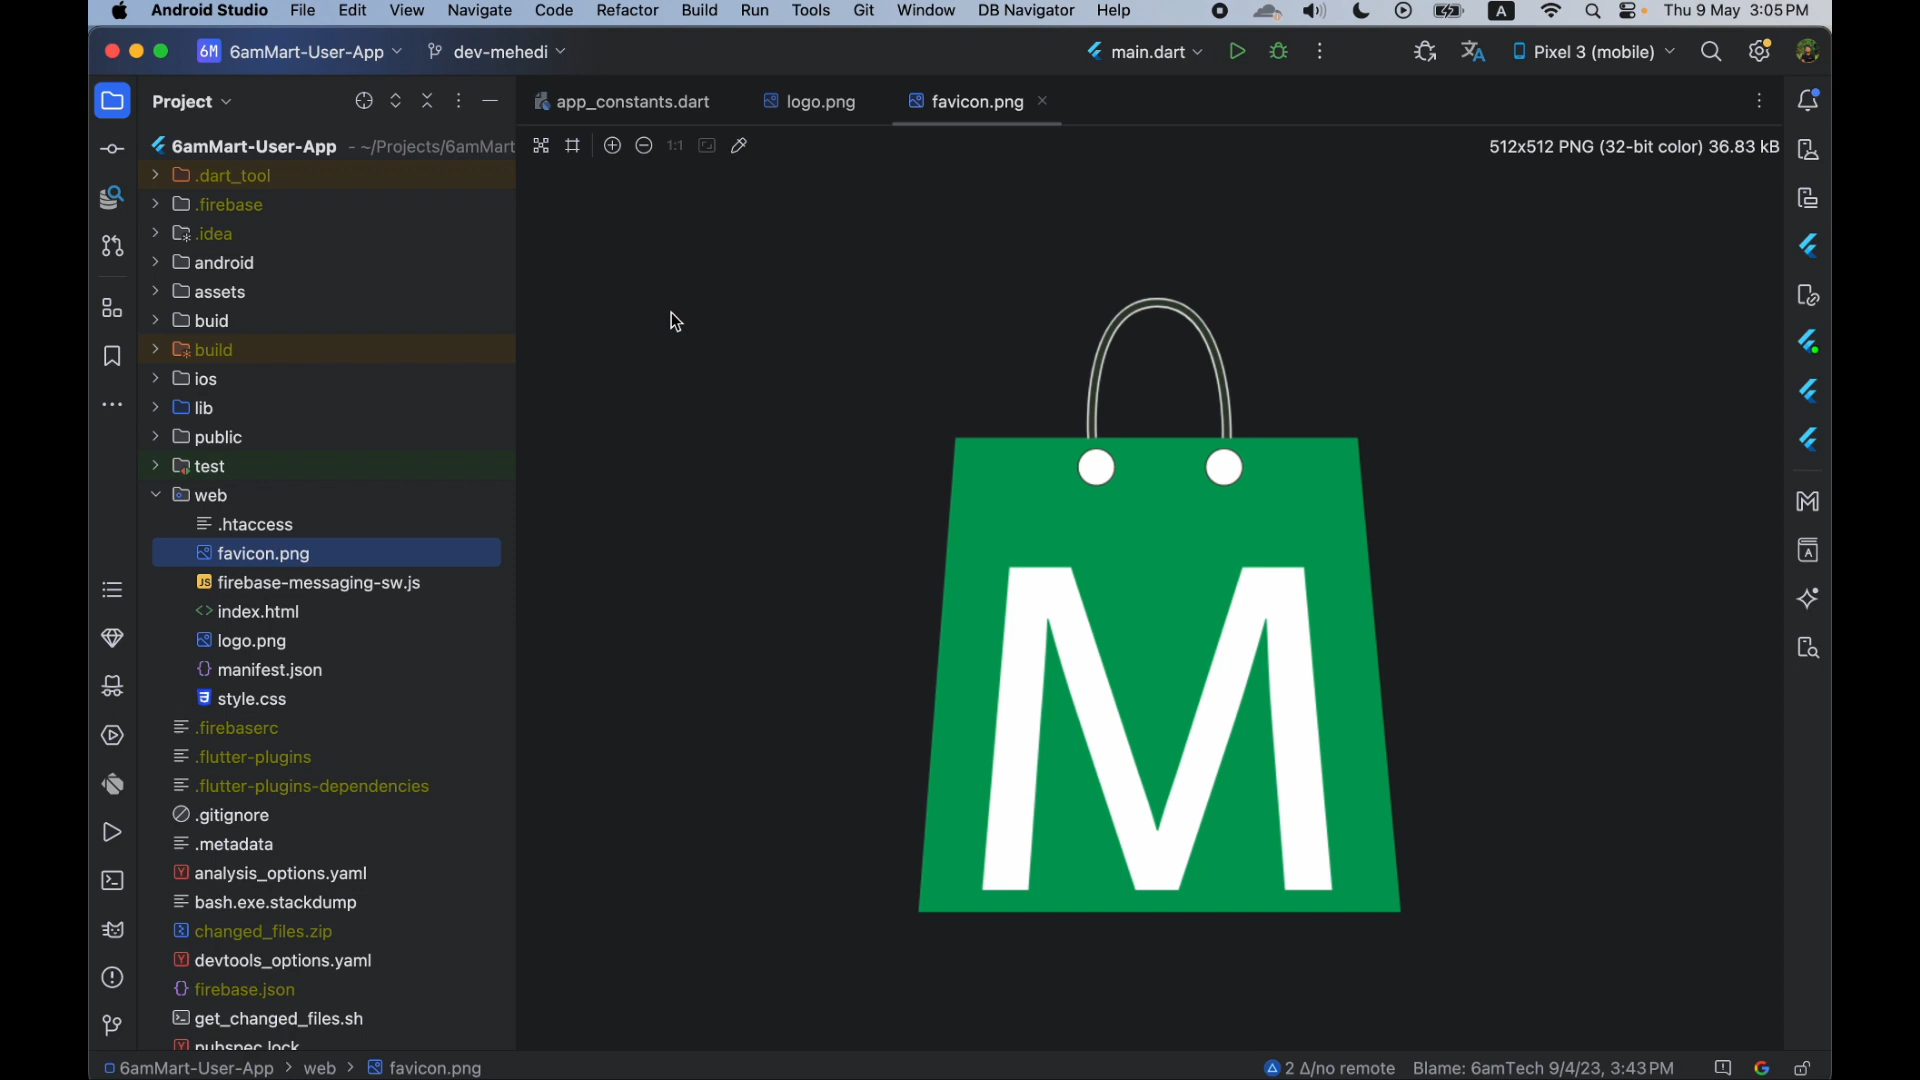 Android Studio File Edit View Navigate Code Refactor Build Run Tools Git Window DB Navigator Help A Thu 9 May 3:05 PM
6M 6amMart-User-App dev-mehedi main.dart Pixel 3 (mobile)
Project app_constants.dart logo.png favicon.png
6amMart-User-App - ~/Projects/6amMart 1:1 512x512 PNG (32-bit color) 36.83 kB
.dart_tool
.firebase
.idea
android
assets
buid
build
ios
lib
public
test
web
.htaccess
favicon.png
JS firebase-messaging-sw.js
<> index.html
logo.png
{} manifest.json
style.css
.firebaserc
.flutter-plugins
.flutter-plugins-dependencies
.gitignore
.metadata
Y analysis_options.yaml
bash.exe.stackdump
changed_files.zip
Y devtools_options.yaml
{} firebase.json
get_changed_files.sh
Y pubspec.lock
M
6amMart-User-App > web > favicon.png 2 Δ/no remote Blame: 6amTech 9/4/23, 3:43 PM